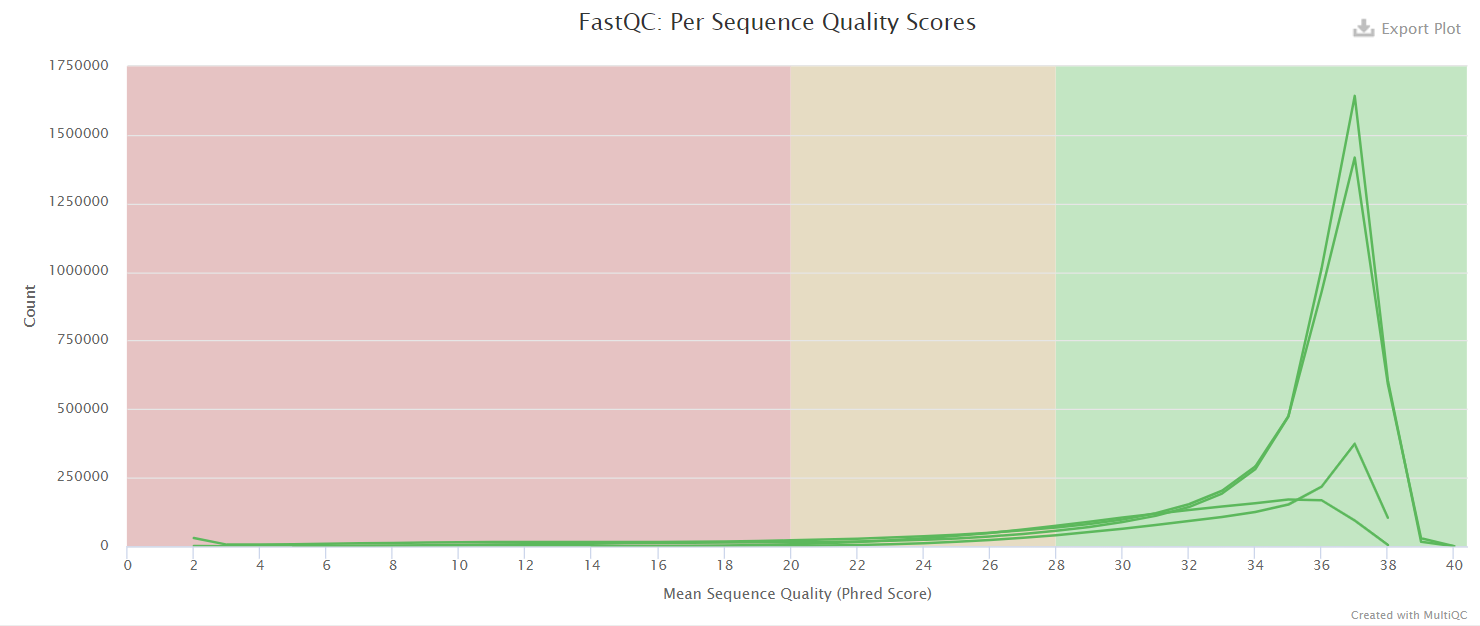 FastQC: Per Sequence Quality Scores
Export Plot
1750000
1500000
1250000
1000000
750000
500000
250000
0
Count
0 2 4 6 8 10 12 14 16 18 20 22 24 26 28 30 32 34 36 38 40
Mean Sequence Quality (Phred Score)
Created with MultiQC